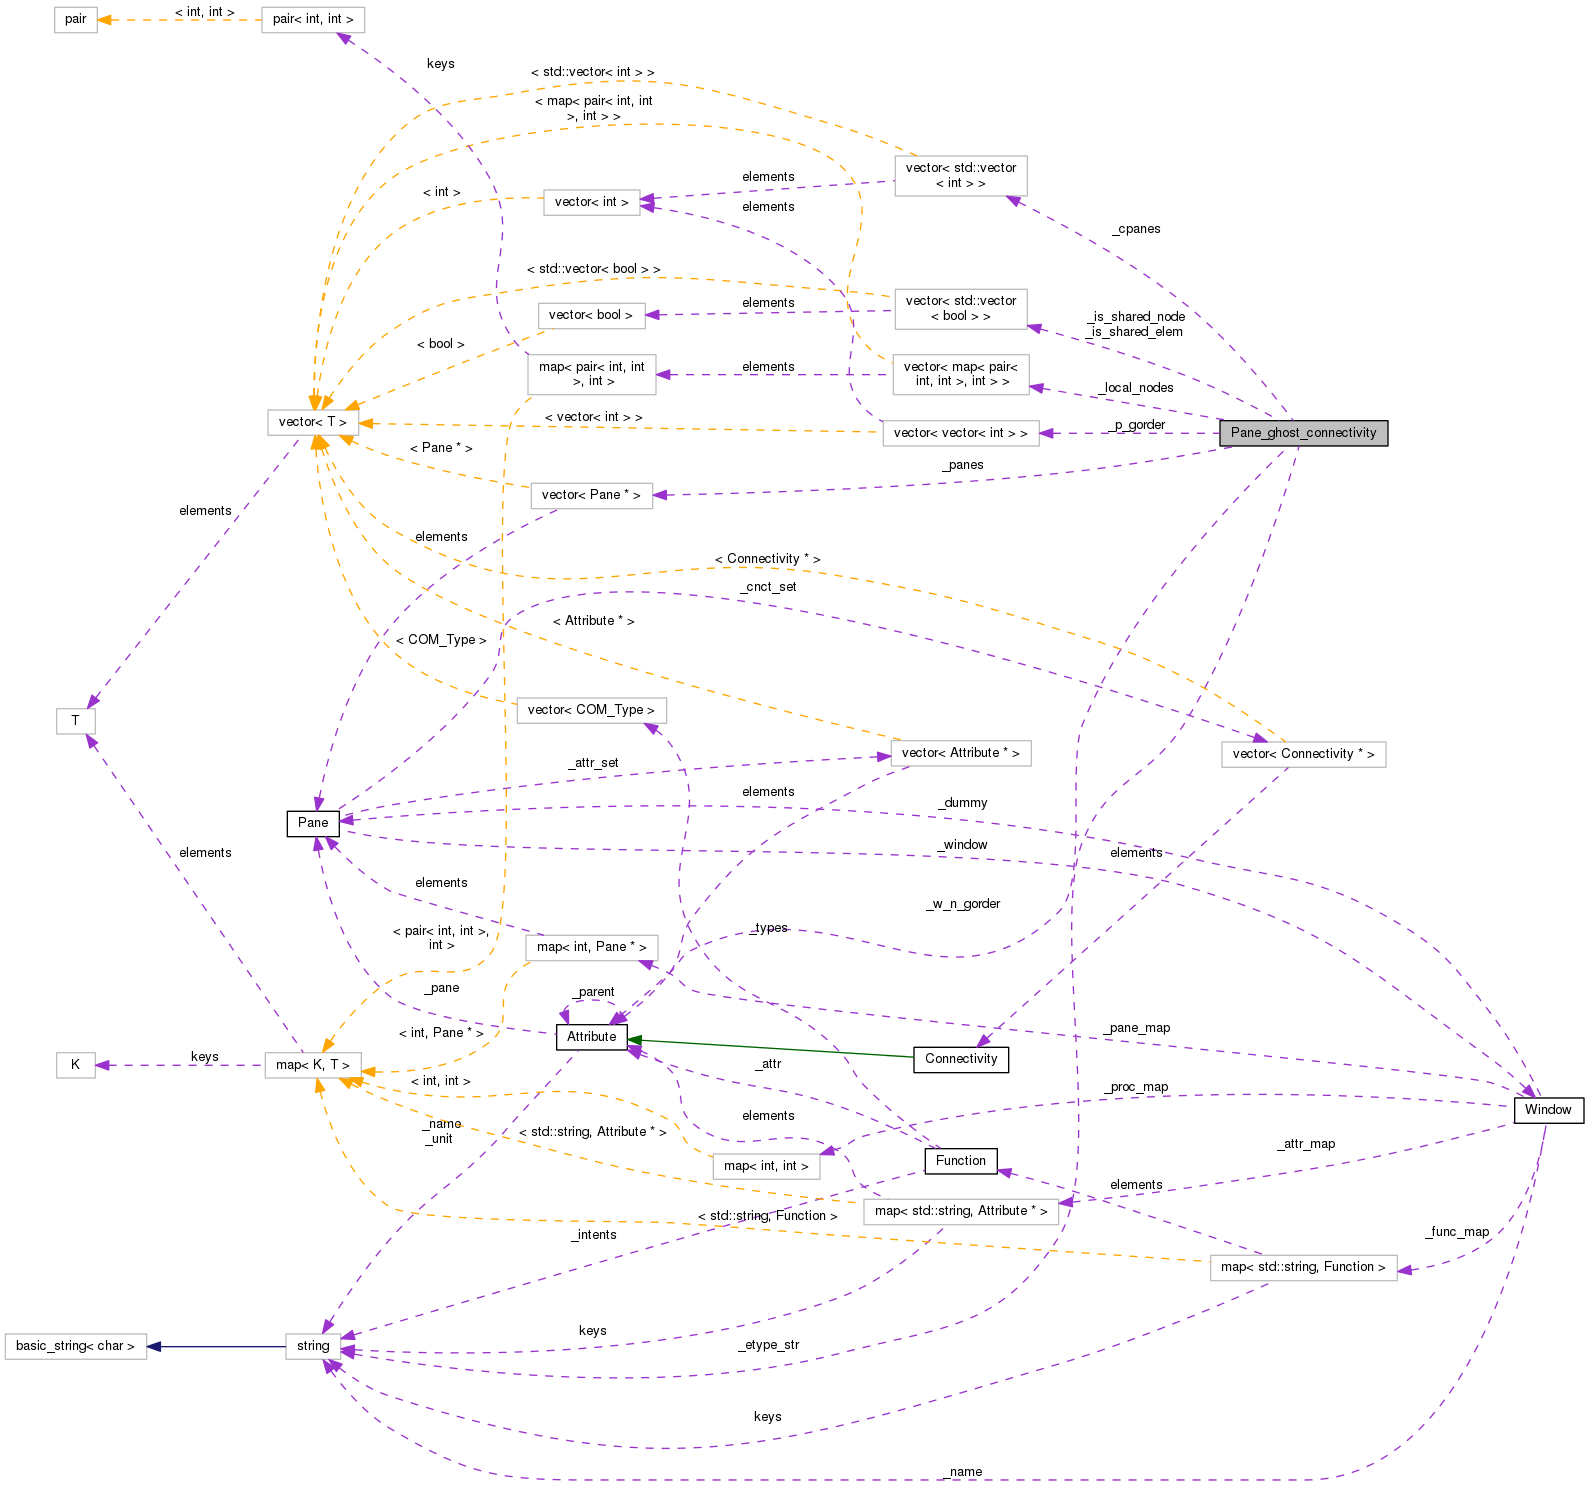 pair
< int, int >
pair< int, int >
keys
< std::vector< int > >
< map< pair< int, int
>, int > >
vector< std::vector
< int > >
elements
< int >
vector< int >
elements
_cpanes
< std::vector< bool > >
vector< std::vector
< bool > >
elements
vector< bool >
_is_shared_node
_is_shared_elem
< bool >
map< pair< int, int
>, int >
elements
vector< map< pair<
int, int >, int > >
_local_nodes
vector< T >
< vector< int > >
vector< vector< int > >
_p_gorder
Pane_ghost_connectivity
< Pane * >
_panes
vector< Pane * >
elements
elements
< Connectivity * >
_cnct_set
< Attribute * >
< COM_Type >
vector< COM_Type >
T
vector< Attribute * >
vector< Connectivity * >
_attr_set
elements
_dummy
Pane
_window
elements
elements
elements
_w_n_gorder
< pair< int, int >,
int >
_types
map< int, Pane * >
_pane
_parent
< int, Pane * >
Attribute
_pane_map
K
keys
map< K, T >
_attr
Connectivity
< int, int >
_proc_map
Window
_name
_unit
< std::string, Attribute * >
elements
_attr_map
map< int, int >
Function
elements
map< std::string, Attribute * >
< std::string, Function >
_intents
_func_map
map< std::string, Function >
basic_string< char >
string
keys
_etype_str
keys
_name